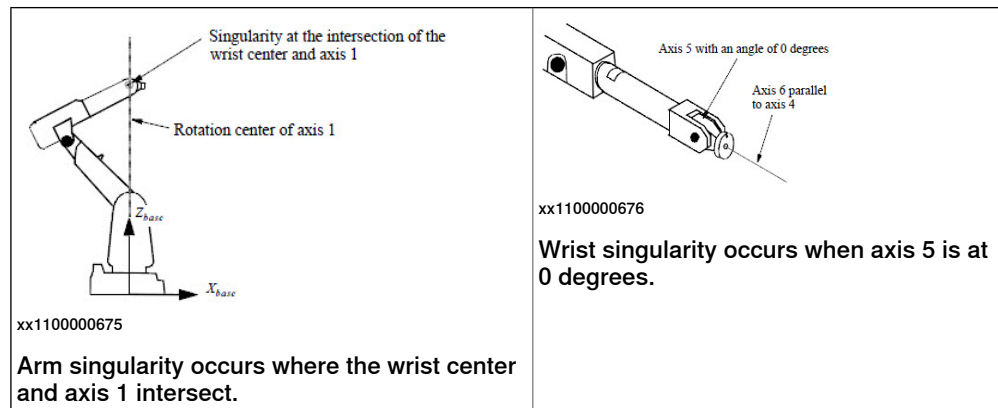 Singularity at the intersection of the
wrist center and axis 1
Rotation center of axis 1
Zbase
Xbase
xx1100000675
Arm singularity occurs where the wrist center
and axis 1 intersect.
Axis 5 with an angle of 0 degrees
Axis 6 parallel
to axis 4
xx1100000676
Wrist singularity occurs when axis 5 is at
0 degrees.